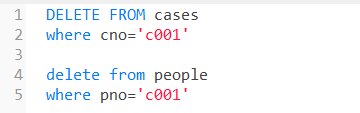 1 DELETE FROM cases
2 where cno='c001'
3
4 delete from people
5 where pno='c001'